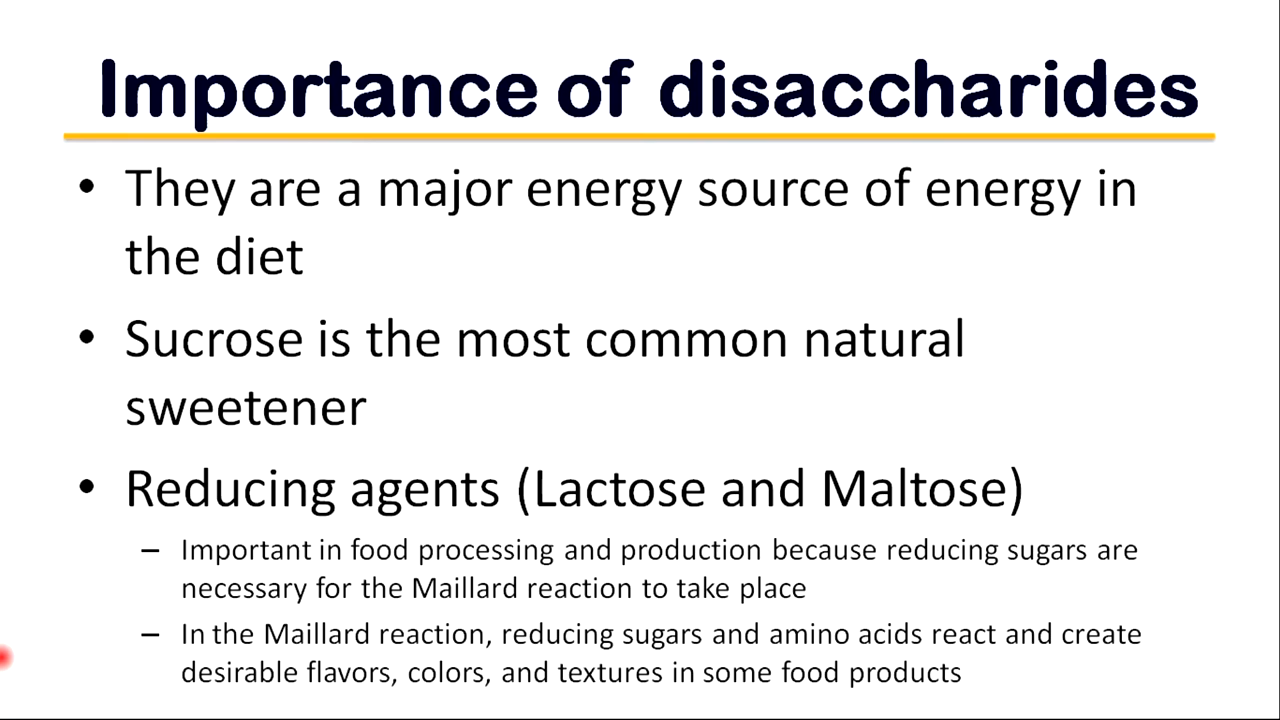 Importance of disaccharides
• They are a major energy source of energy in
the diet
• Sucrose is the most common natural
sweetener
• Reducing agents (Lactose and Maltose)
– Important in food processing and production because reducing sugars are
necessary for the Maillard reaction to take place
– In the Maillard reaction, reducing sugars and amino acids react and create
desirable flavors, colors, and textures in some food products